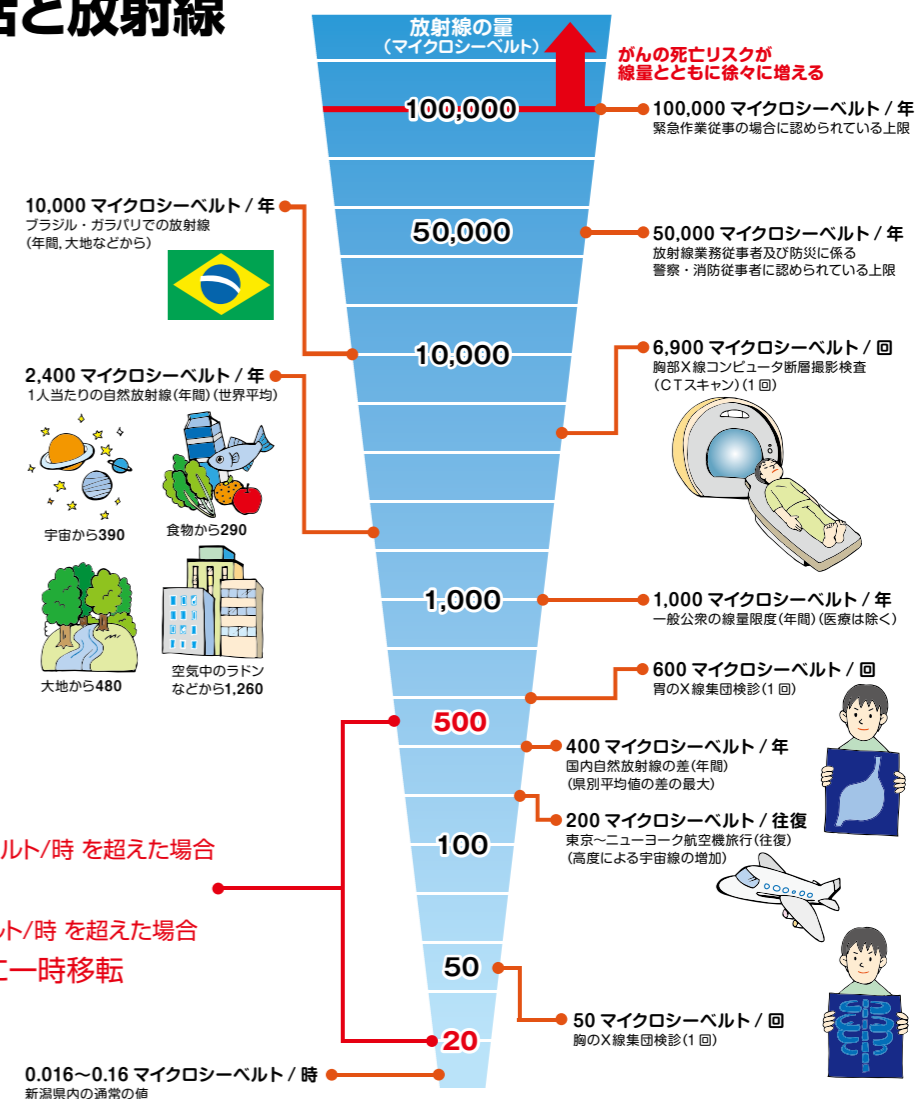 活と放射線
放射線の量
(マイクロシーベルト)
がんの死亡リスクが
線量とともに徐々に増える
100,000
100,000 マイクロシーベルト / 年
緊急作業従事の場合に認められている上限
10,000 マイクロシーベルト / 年
ブラジル・ガラパリでの放射線
(年間,大地などから)
50,000
50,000 マイクロシーベルト / 年
放射線業務従事者及び防災に係る
警察・消防従事者に認められている上限
10,000
6,900 マイクロシーベルト / 回
胸部X線コンピュータ断層撮影検査
(CTスキャン)(1回)
2,400 マイクロシーベルト / 年
1人当たりの自然放射線(年間)(世界平均)
宇宙から390
食物から290
大地から480
空気中のラドン
などから1,260
1,000
1,000 マイクロシーベルト / 年
一般公衆の線量限度(年間)(医療は除く)
600 マイクロシーベルト / 回
胃のX線集団検診(1回)
500
400 マイクロシーベルト / 年
国内自然放射線の差(年間)
(県別平均値の差の最大)
200 マイクロシーベルト / 往復
東京~ニューヨーク航空機旅行(往復)
(高度による宇宙線の増加)
100
ルト/時 を超えた場合
ルト/時 を超えた場合
に一時移転
50
50 マイクロシーベルト / 回
胸のX線集団検診(1回)
20
0.016~0.16 マイクロシーベルト / 時
新潟県内の通常の値